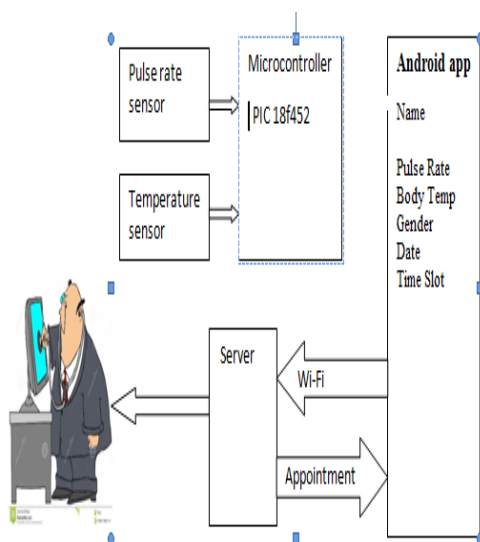 Pulse rate
sensor
Microcontroller
PIC 18f452
Temperature
sensor
Android app
Name
Pulse Rate
Body Temp
Gender
Date
Time Slot
Server
Wi-Fi
Appointment